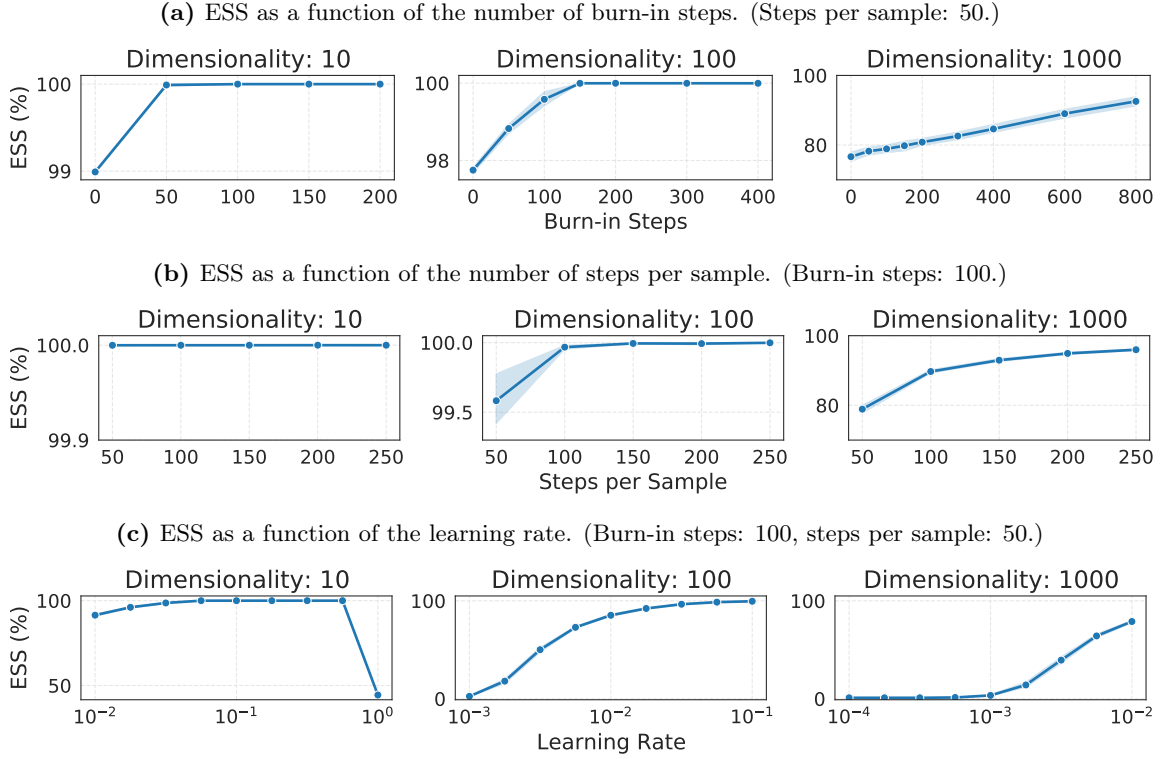 (a) ESS as a function of the number of burn-in steps. (Steps per sample: 50.)
Dimensionality: 10
Dimensionality: 100
Dimensionality: 1000
ESS (%)
100
99
0 50 100 150 200
100
98
0 100 200 300 400
100
80
0 200 400 600 800
Burn-in Steps
(b) ESS as a function of the number of steps per sample. (Burn-in steps: 100.)
Dimensionality: 10
Dimensionality: 100
Dimensionality: 1000
ESS (%)
100.0
99.9
50 100 150 200 250
100.0
99.5
50 100 150 200 250
100
80
50 100 150 200 250
Steps per Sample
(c) ESS as a function of the learning rate. (Burn-in steps: 100, steps per sample: 50.)
Dimensionality: 10
Dimensionality: 100
Dimensionality: 1000
ESS (%)
100
50
10⁻² 10⁻¹ 10⁰
100
0
10⁻³ 10⁻² 10⁻¹
100
0
10⁻⁴ 10⁻³ 10⁻²
Learning Rate